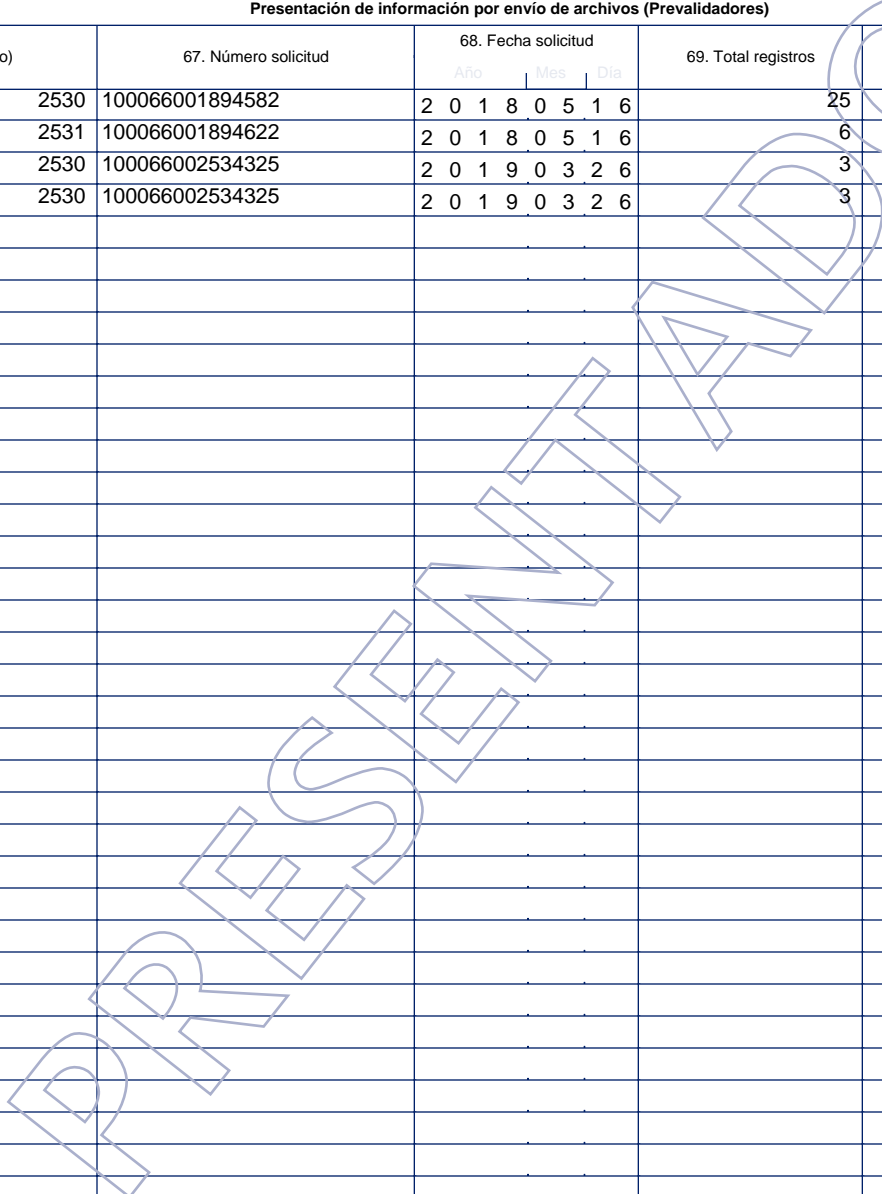 Presentación de información por envío de archivos (Prevalidadores)
o) 67. Número solicitud 68. Fecha solicitud 69. Total registros
Año Mes Día
2530 100066001894582 2 0 1 8 0 5 1 6 25
2531 100066001894622 2 0 1 8 0 5 1 6 6
2530 100066002534325 2 0 1 9 0 3 2 6 3
2530 100066002534325 2 0 1 9 0 3 2 6 3
PRESENTADO